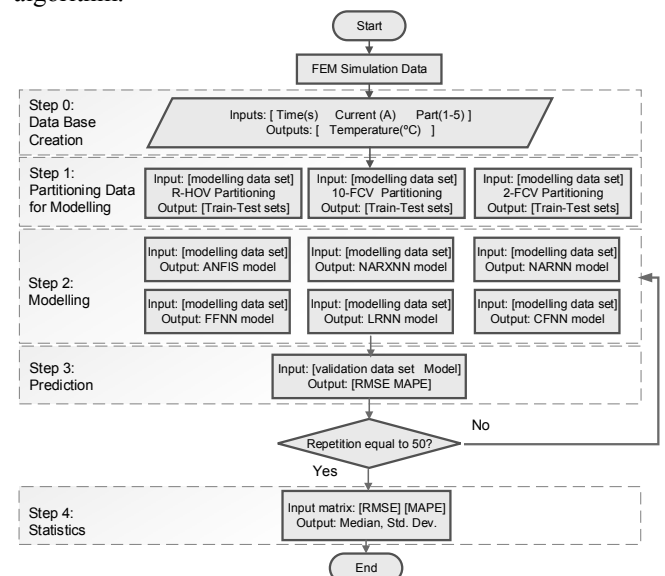 algorithm.
Start
FEM Simulation Data
Step 0:
Data Base
Creation
Inputs: [ Time(s) Current (A) Part(1-5) ]
Outputs: [ Temperature(ºC) ]
Step 1:
Partitioning Data
for Modelling
Input: [modelling data set]
R-HOV Partitioning
Output: [Train-Test sets]
Input: [modelling data set]
10-FCV Partitioning
Output: [Train-Test sets]
Input: [modelling data set]
2-FCV Partitioning
Output: [Train-Test sets]
Step 2:
Modelling
Input: [modelling data set]
Output: ANFIS model
Input: [modelling data set]
Output: NARXNN model
Input: [modelling data set]
Output: NARNN model
Input: [modelling data set]
Output: FFNN model
Input: [modelling data set]
Output: LRNN model
Input: [modelling data set]
Output: CFNN model
Step 3:
Prediction
Input: [validation data set Model]
Output: [RMSE MAPE]
Repetition equal to 50?
No
Yes
Step 4:
Statistics
Input matrix: [RMSE] [MAPE]
Output: Median, Std. Dev.
End